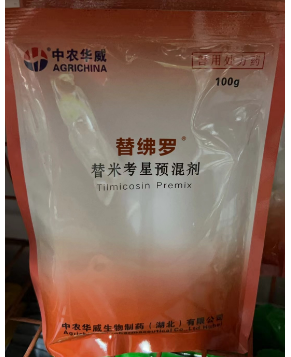 中农华威
AGRICHINA
兽用处方药
100g
替绋罗®
替米考星预混剂
Tilmicosin Premix
中农华威生物制药（湖北）有限公司